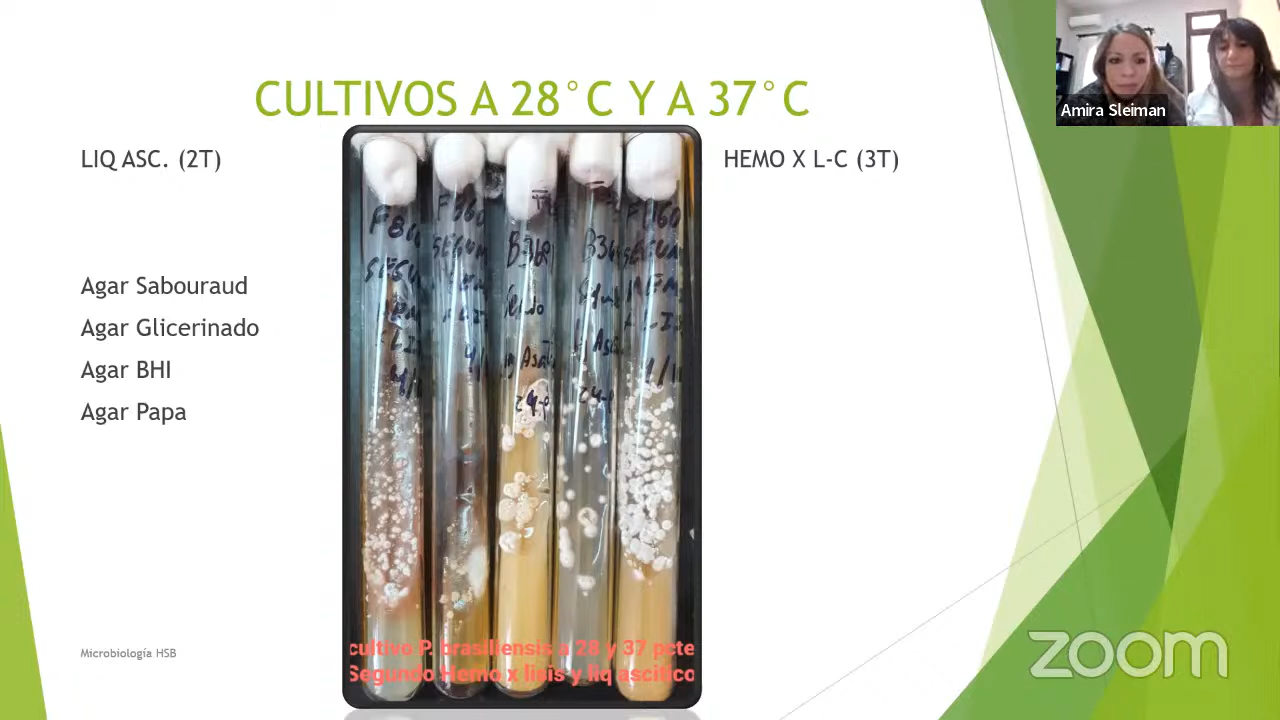 CULTIVOS A 28°C Y A 37°C
Amira Sleiman
LIQ ASC. (2T)
HEMO X L-C (3T)
Agar Sabouraud
Agar Glicerinado
Agar BHI
Agar Papa
cultivo P. brasiliensis a 28 y 37 pcte
Segundo Hemo x lisis y liq ascitico
Microbiología HSB
zoom